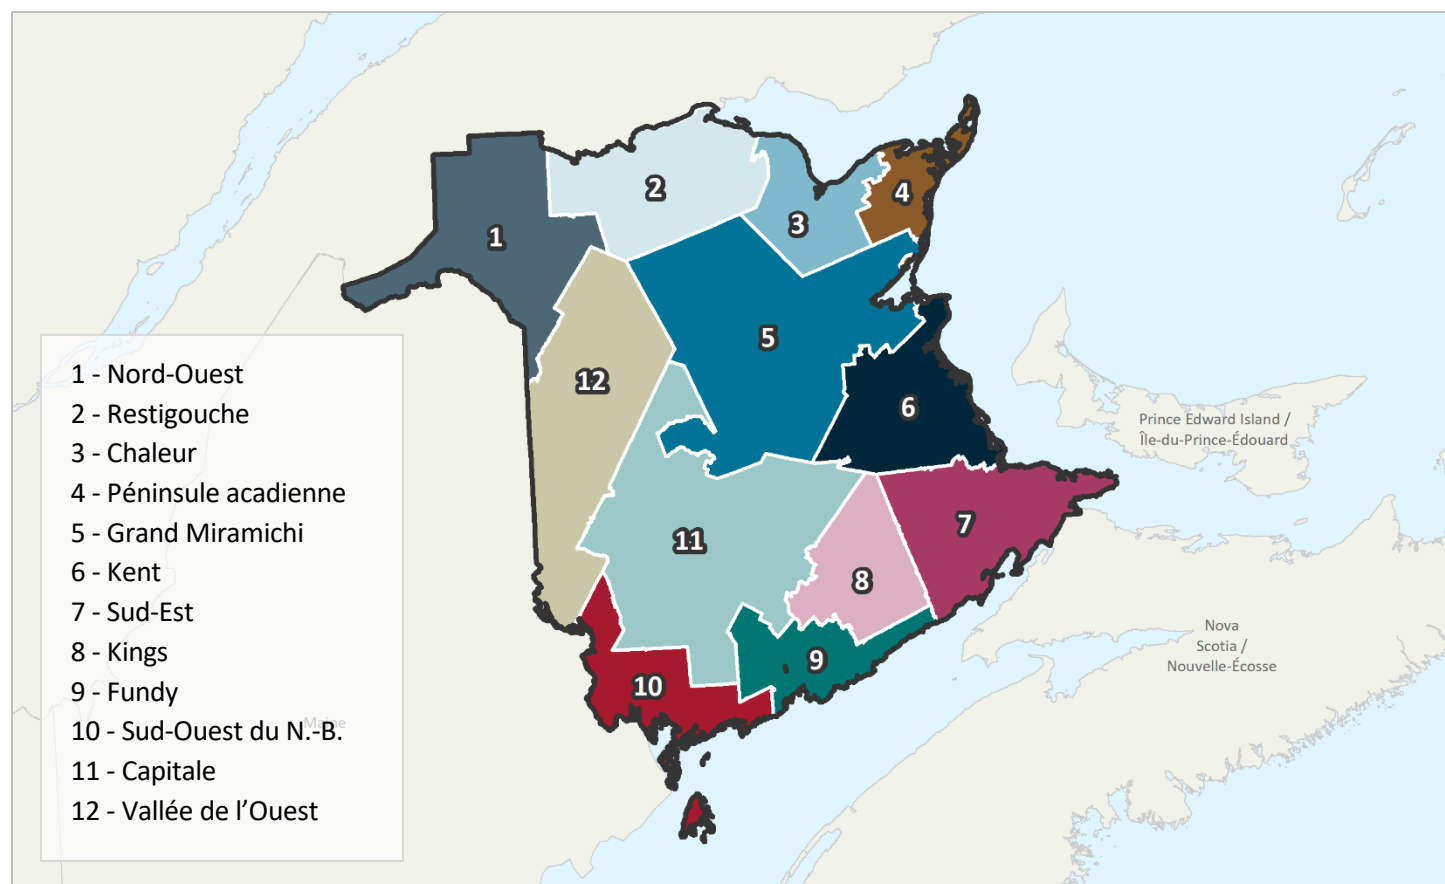 1
2
3
4
5
6
7
8
9
10
11
12
1 - Nord-Ouest
2 - Restigouche
3 - Chaleur
4 - Péninsule acadienne
5 - Grand Miramichi
6 - Kent
7 - Sud-Est
8 - Kings
9 - Fundy
10 - Sud-Ouest du N.-B.
11 - Capitale
12 - Vallée de l’Ouest
Maine
Prince Edward Island /
Île-du-Prince-Édouard
Nova
Scotia /
Nouvelle-Écosse